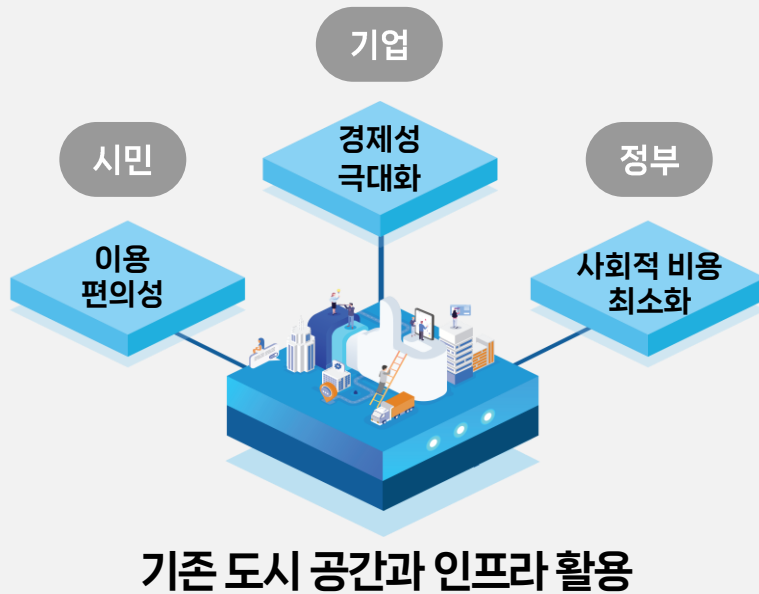 기업
경제성
극대화
시민
이용
편의성
정부
사회적 비용
최소화
기존 도시 공간과 인프라 활용